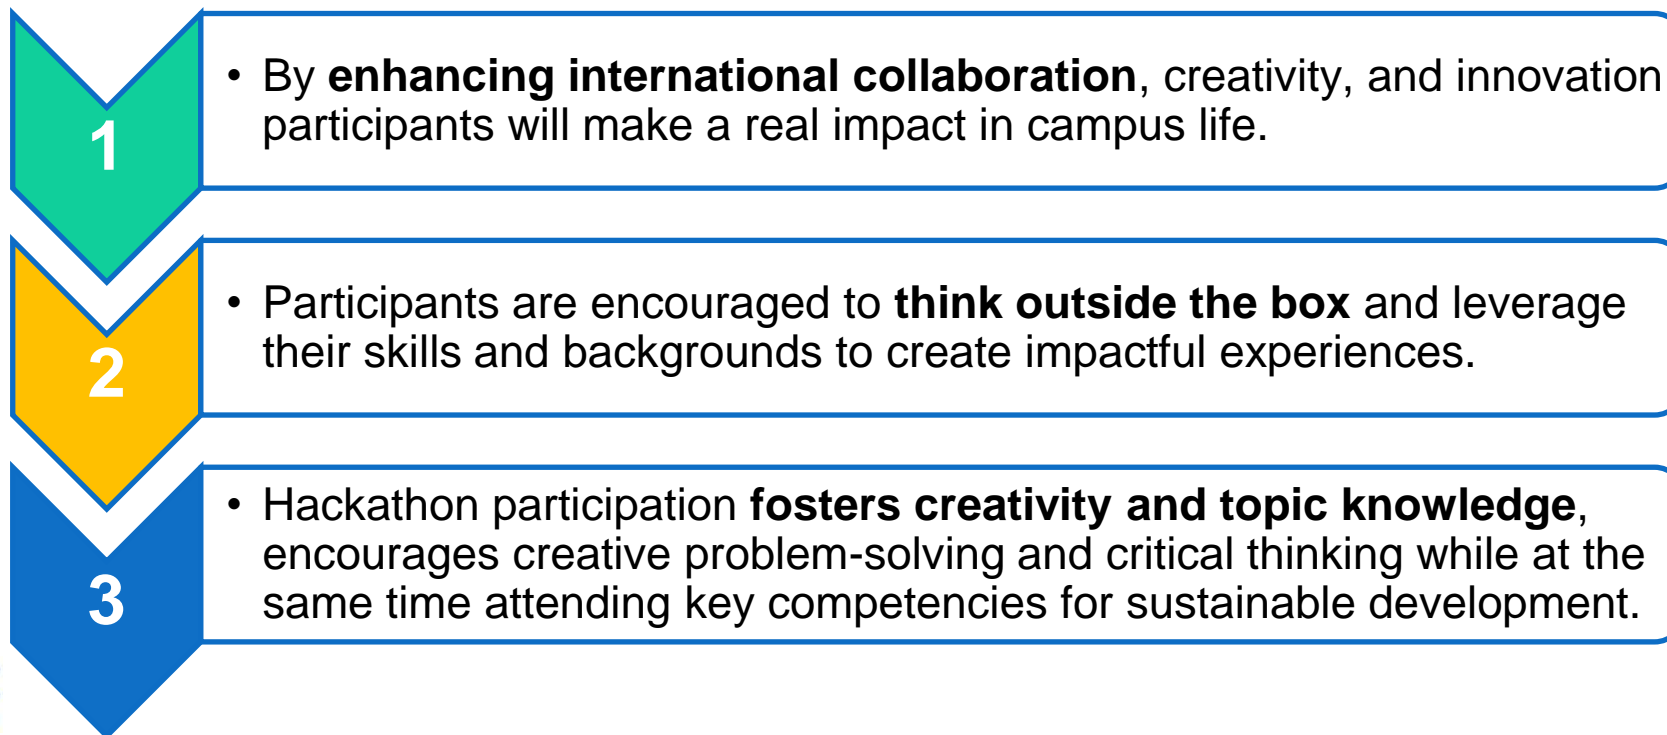 1
• By enhancing international collaboration, creativity, and innovation
participants will make a real impact in campus life.
2
• Participants are encouraged to think outside the box and leverage
their skills and backgrounds to create impactful experiences.
3
• Hackathon participation fosters creativity and topic knowledge,
encourages creative problem-solving and critical thinking while at the
same time attending key competencies for sustainable development.